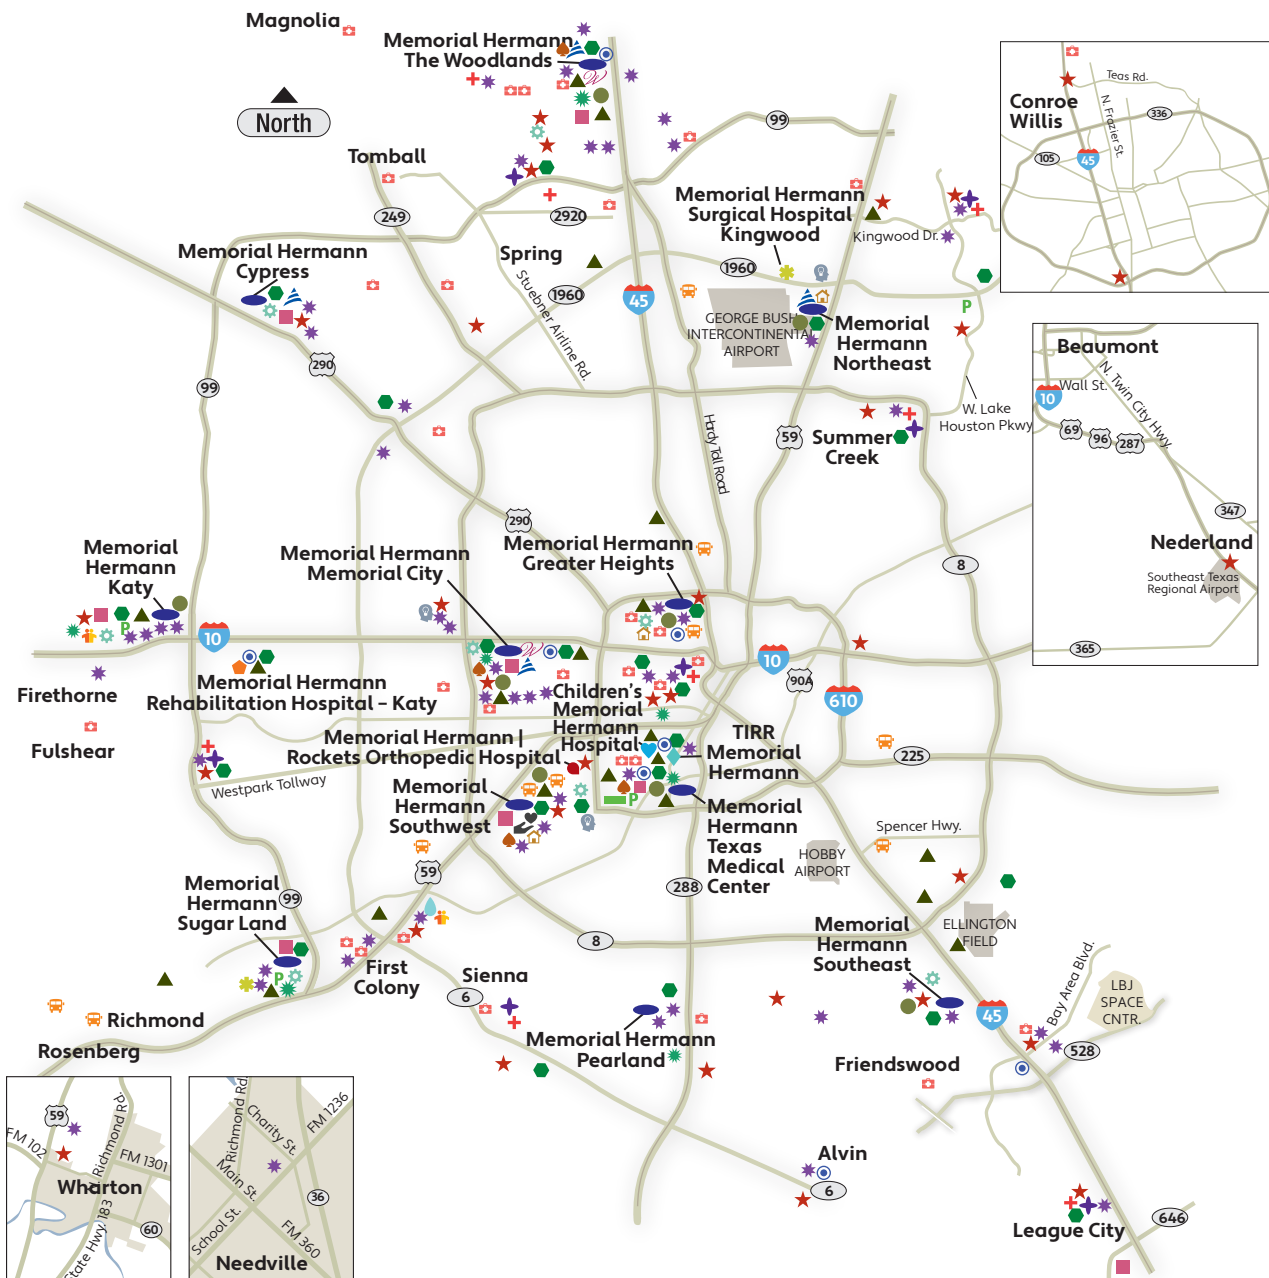 Magnolia
North
Memorial Hermann
The Woodlands
W
99
Tomball
249
2920
Spring
1960
Stuebner Airline Rd.
Memorial Hermann
Cypress
290
99
45
Memorial Hermann
Surgical Hospital
Kingwood
1960
Kingwood Dr.
P
GEORGE BUSH
INTERCONTINENTAL
AIRPORT
Memorial
Hermann
Northeast
W. Lake
Houston Pkwy
Summer
Creek
59
Hardy Toll Road
Conroe
Willis
Teas Rd.
N. Frazier St.
336
105
45
Beaumont
Wall St.
N. Twin City Hwy.
10
69
96
287
347
Nederland
Southeast Texas
Regional Airport
365
290
8
Memorial
Hermann
Katy
P
10
Memorial Hermann
Memorial City
W
Memorial Hermann
Greater Heights
10
90A
610
Firethorne
Fulshear
Memorial Hermann
Rehabilitation Hospital – Katy
Westpark Tollway
Memorial Hermann |
Rockets Orthopedic Hospital
Children's
Memorial
Hermann
Hospital
TIRR
Memorial
Hermann
P
225
Memorial
Hermann
Southwest
Memorial
Hermann
Texas
Medical
Center
Spencer Hwy.
HOBBY
AIRPORT
59
288
8
Memorial
Hermann
Sugar Land
99
P
First
Colony
Sienna
6
ELLINGTON
FIELD
Memorial
Hermann
Southeast
45
Bay Area Blvd.
LBJ
SPACE
CNTR.
528
Richmond
Rosenberg
Memorial Hermann
Pearland
Friendswood
Alvin
6
League City
646
59
FM 102
N. Richmond Rd.
FM 1301
Wharton
State Hwy. 183
60
Richmond Rd.
Charity St.
FM 1236
Main St.
School St.
36
FM 360
Needville